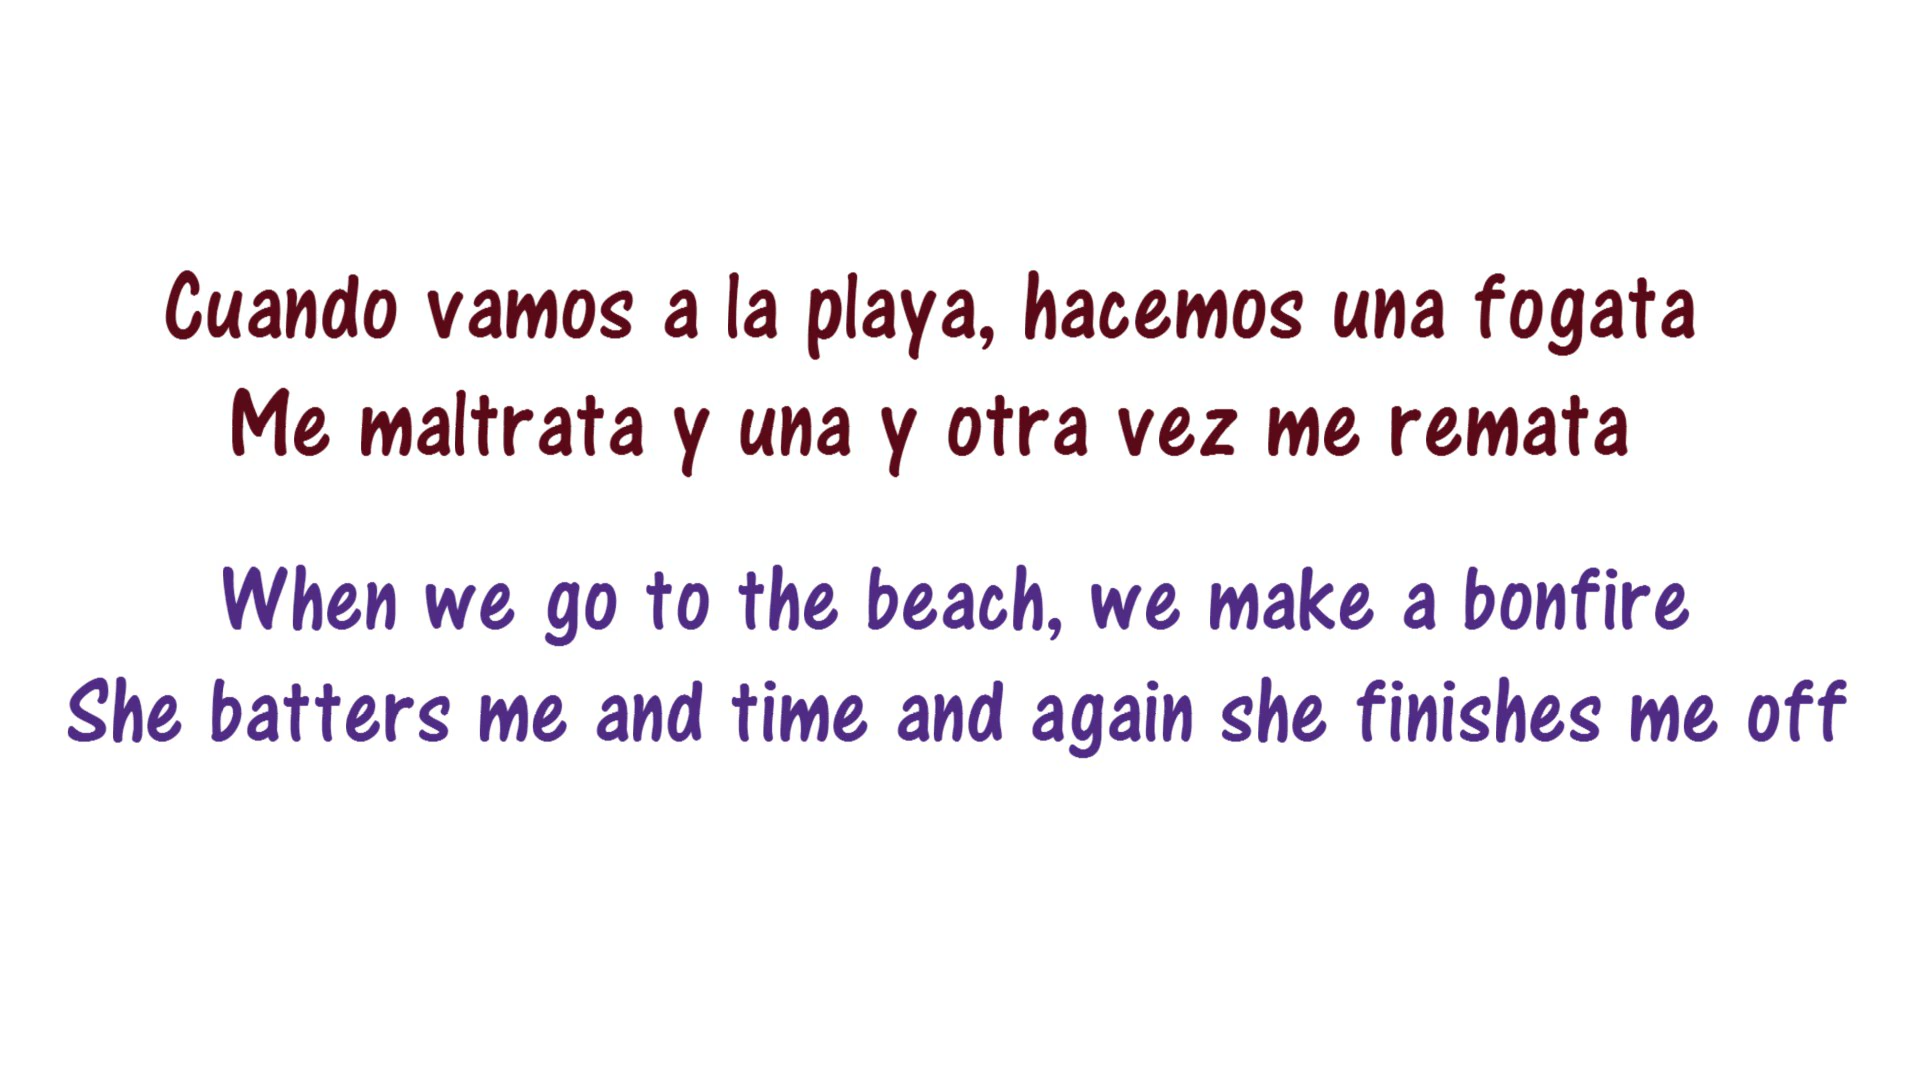 Cuando vamos a la playa, hacemos una fogata
Me maltrata y una y otra vez me remata
When we go to the beach, we make a bonfire
She batters me and time and again she finishes me off